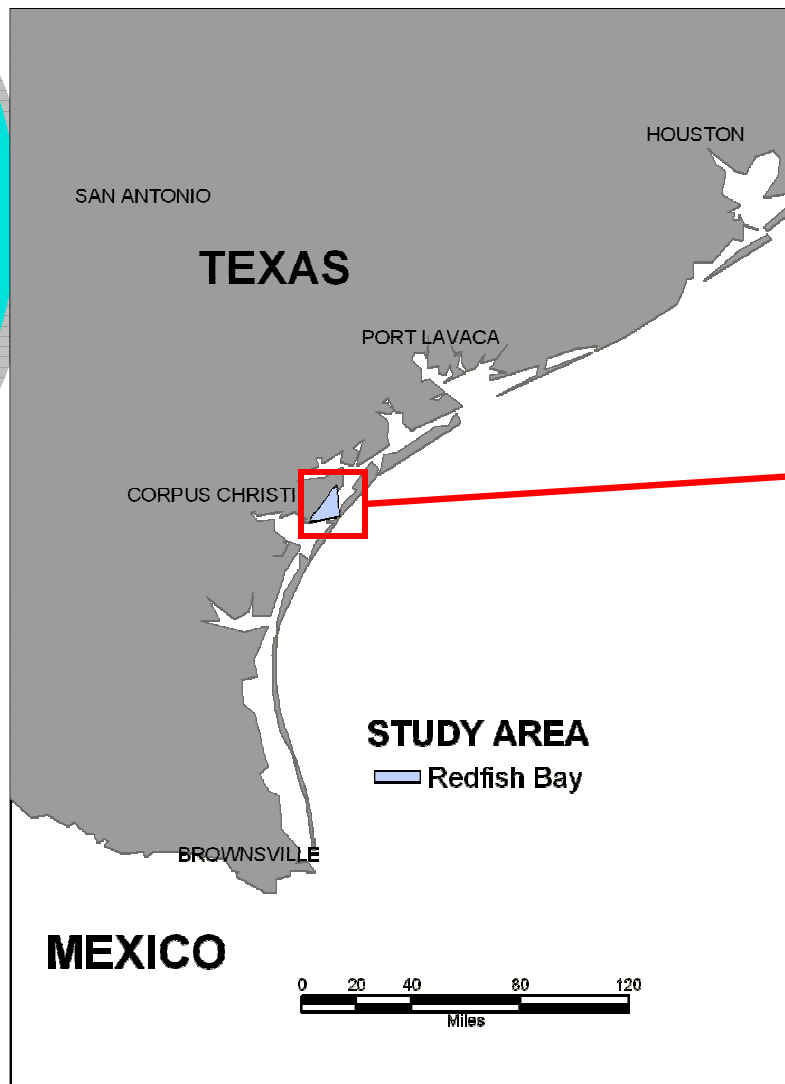 HOUSTON
SAN ANTONIO
TEXAS
PORT LAVACA
CORPUS CHRISTI
STUDY AREA
Redfish Bay
BROWNSVILLE
MEXICO
0 20 40 80 120
Miles